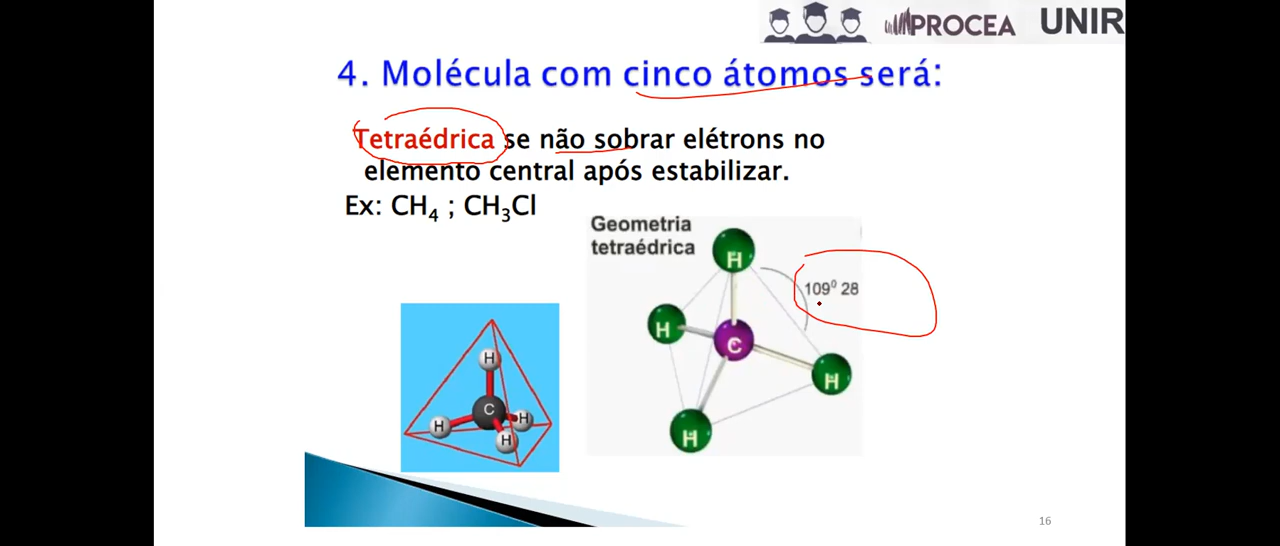 PROCEA UNIR
4. Molécula com cinco átomos será:
Tetraédrica se não sobrar elétrons no
elemento central após estabilizar.
Ex: CH₄ ; CH₃Cl
Geometria
tetraédrica
H
109⁰ 28
H
C
H
H
H
C
H
H
H
16